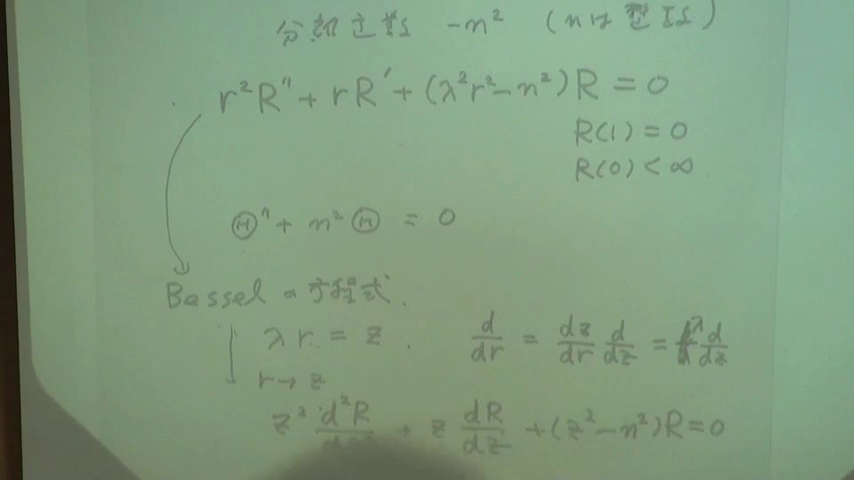 分離定数 -n² (nは整数)
r²R'' + rR' + (λ²r² - n²)R = 0
R(1) = 0
R(0) < ∞
Θ'' + n²Θ = 0
Bessel の方程式.
λr = z. d/dr = dz/dr d/dz = λ d/dz
r→z
z² d²R/dz² + z dR/dz + (z² - n²)R = 0